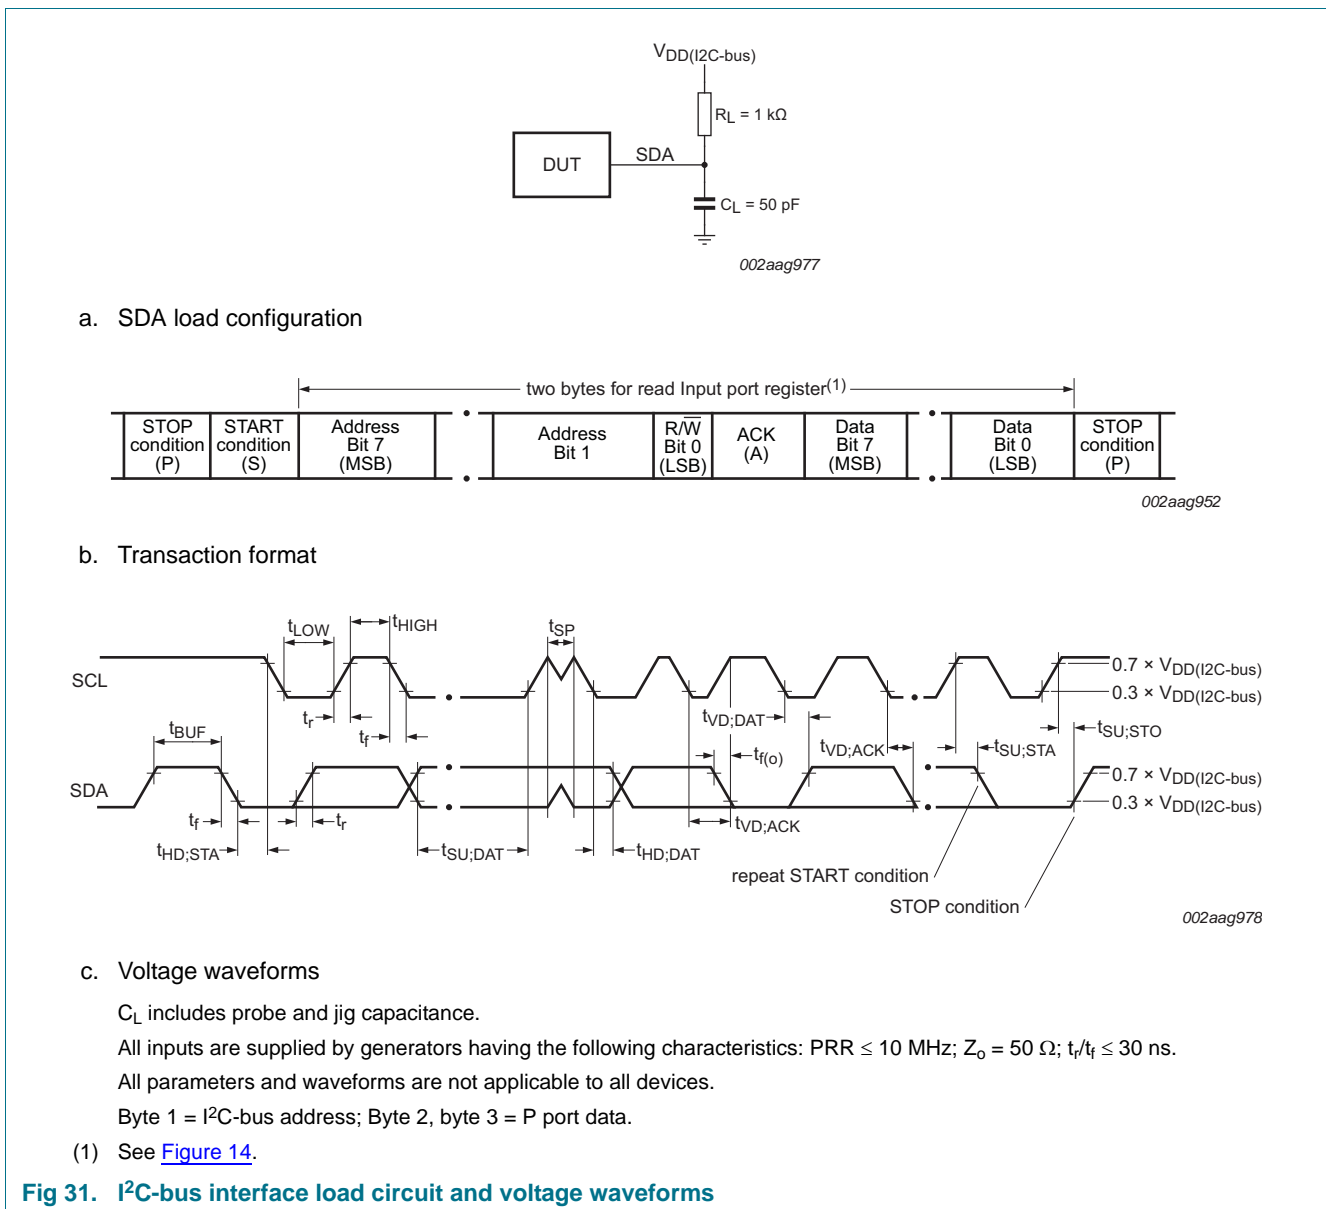 VDD(I2C-bus)
RL = 1 kΩ
DUT
SDA
CL = 50 pF
002aag977
a. SDA load configuration
two bytes for read Input port register(1)
STOP condition (P)
START condition (S)
Address Bit 7 (MSB)
Address Bit 1
R/W̅ Bit 0 (LSB)
ACK (A)
Data Bit 7 (MSB)
Data Bit 0 (LSB)
STOP condition (P)
002aag952
b. Transaction format
tLOW
tHIGH
tSP
SCL
0.7 × VDD(I2C-bus)
0.3 × VDD(I2C-bus)
tr
tf
tBUF
tVD;DAT
tf(o)
tVD;ACK
tSU;STA
tSU;STO
SDA
0.7 × VDD(I2C-bus)
0.3 × VDD(I2C-bus)
tf
tr
tVD;ACK
tHD;STA
tSU;DAT
tHD;DAT
repeat START condition
STOP condition
002aag978
c. Voltage waveforms
CL includes probe and jig capacitance.
All inputs are supplied by generators having the following characteristics: PRR ≤ 10 MHz; Zo = 50 Ω; tr/tf ≤ 30 ns.
All parameters and waveforms are not applicable to all devices.
Byte 1 = I2C-bus address; Byte 2, byte 3 = P port data.
(1) See Figure 14.
Fig 31. I2C-bus interface load circuit and voltage waveforms